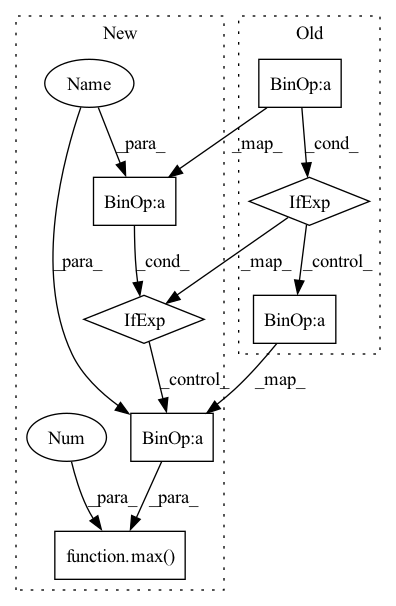 New
Old
Name
BinOp:a
_para_
_map_
_cond_
BinOp:a
IfExp
_para_
_cond_
_map_
_control_
IfExp
BinOp:a
_control_
_map_
Num
BinOp:a
_para_
_para_
function.max()